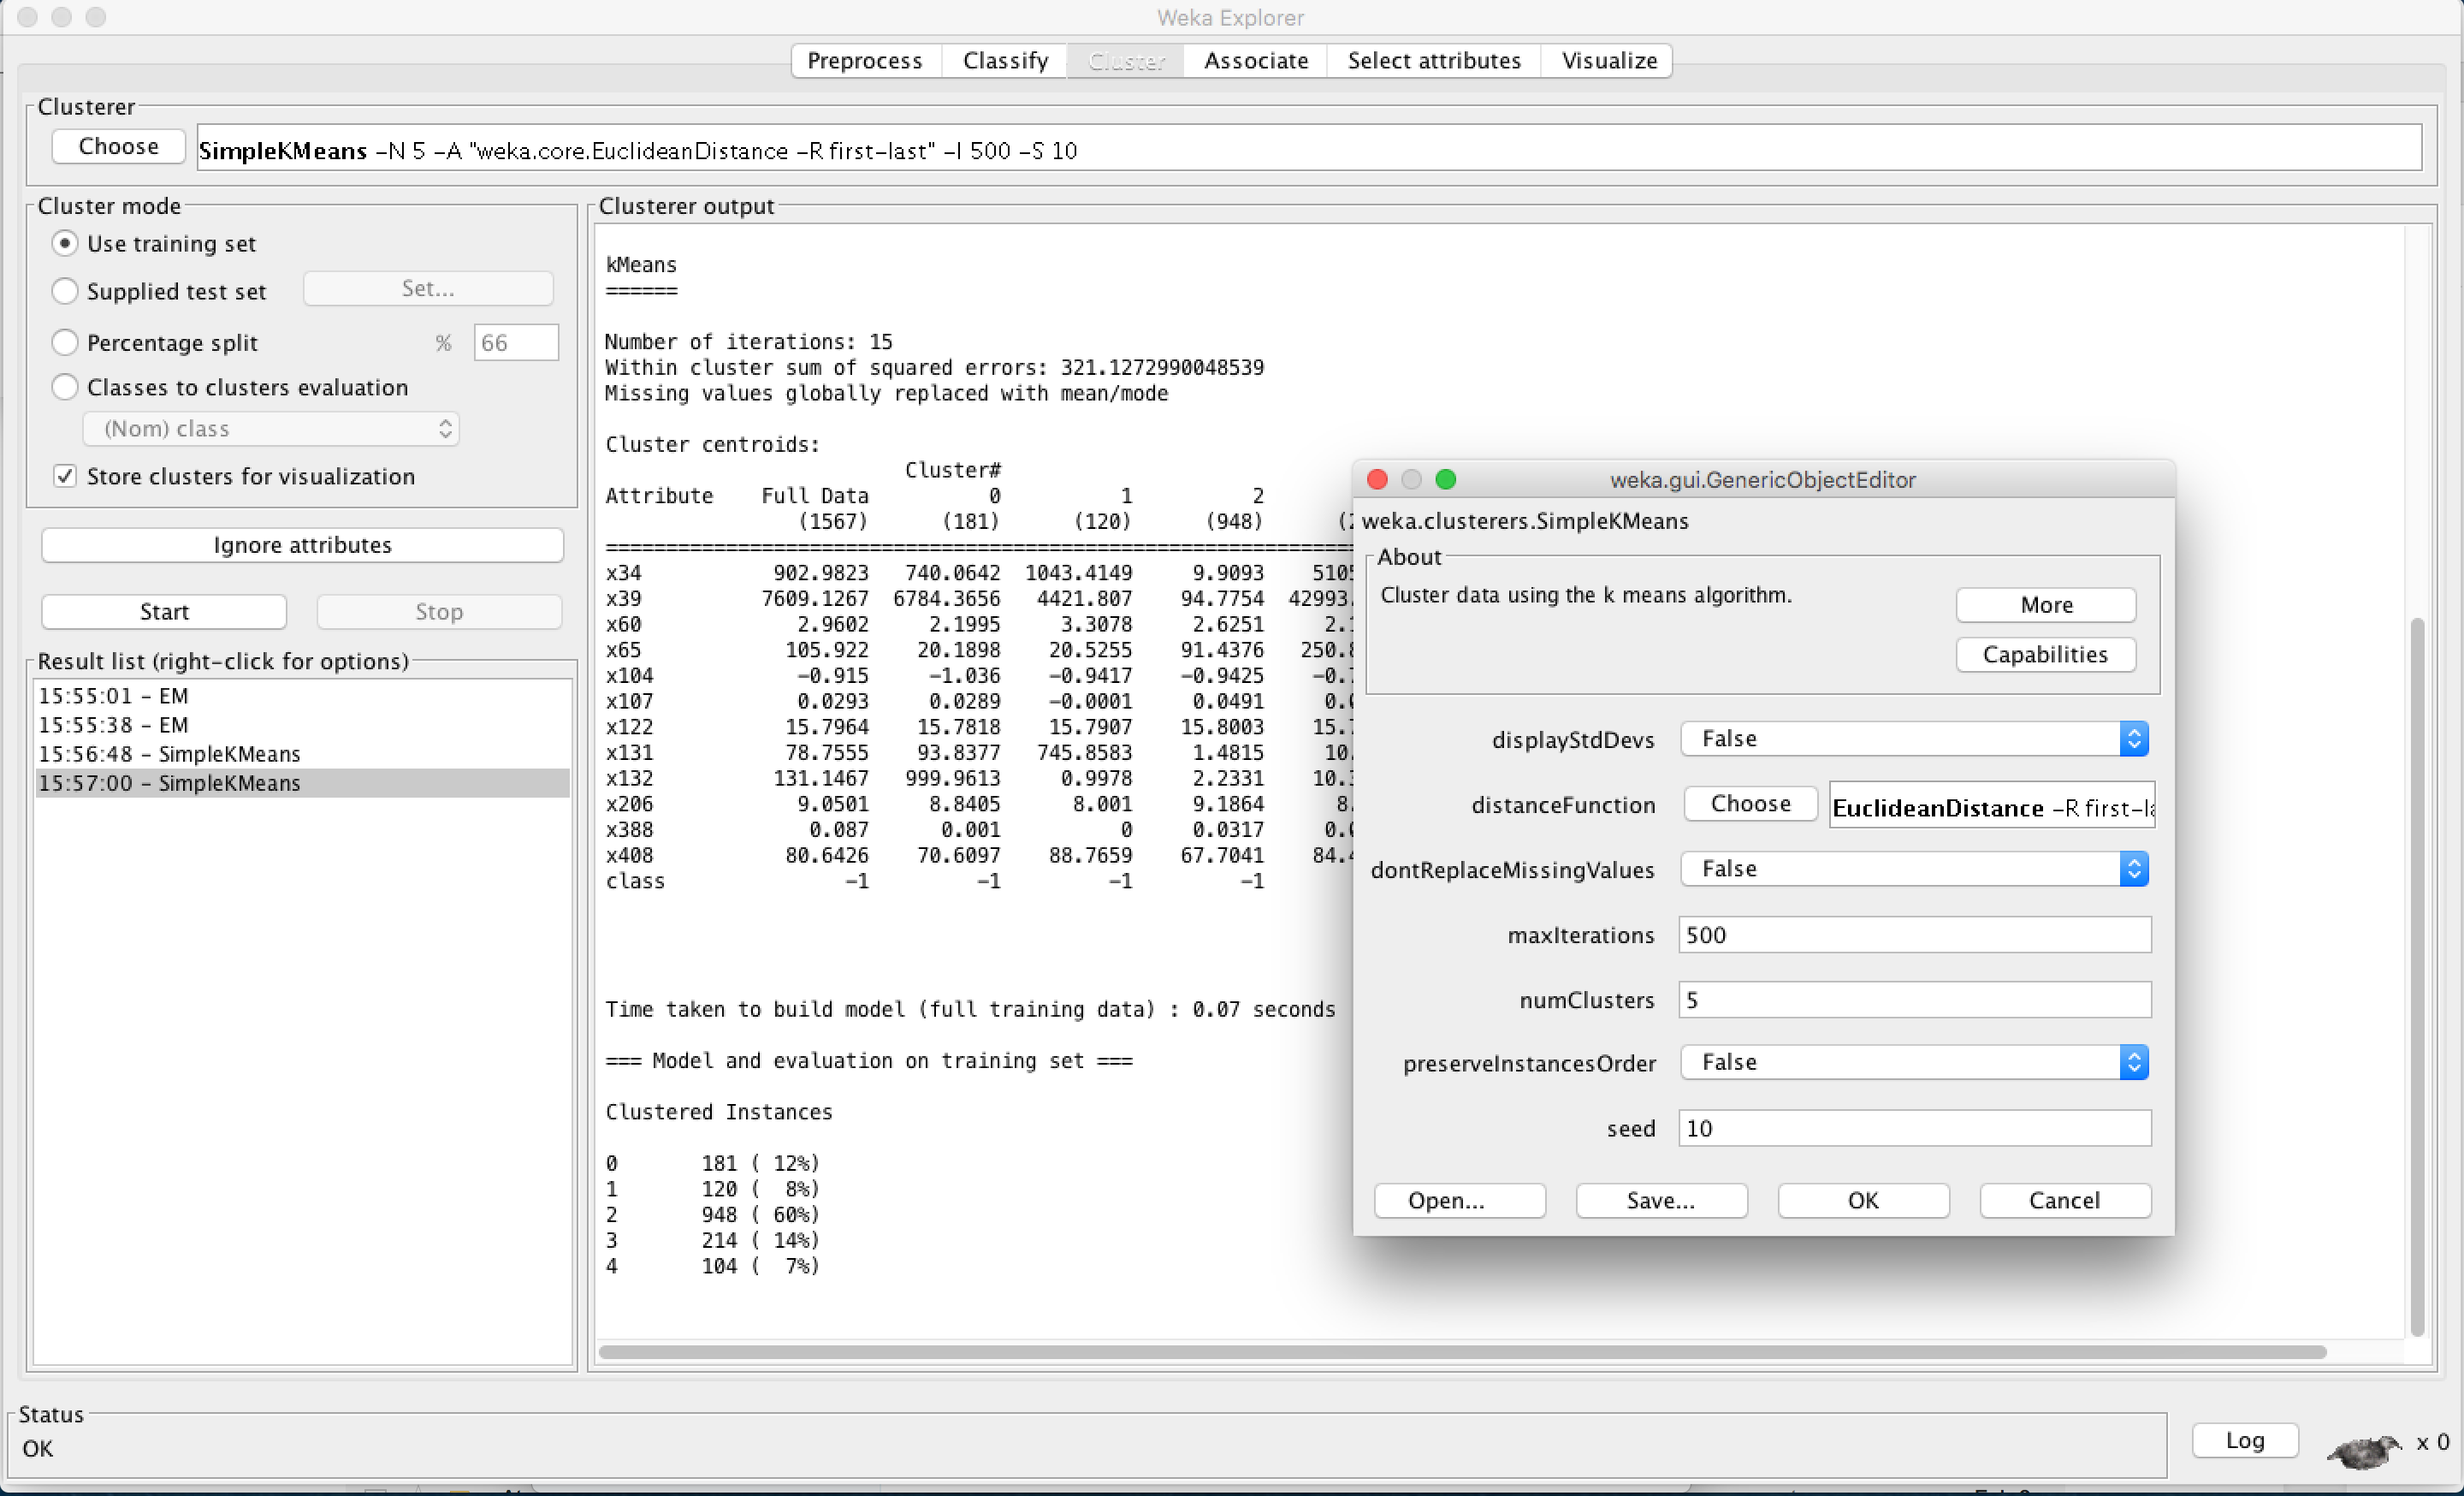 Weka Explorer
Preprocess Classify Cluster Associate Select attributes Visualize
Clusterer
Choose SimpleKMeans -N 5 -A "weka.core.EuclideanDistance -R first-last" -I 500 -S 10
Cluster mode
Use training set
Supplied test set Set...
Percentage split % 66
Classes to clusters evaluation
(Nom) class
Store clusters for visualization
Ignore attributes
Start Stop
Result list (right-click for options)
15:55:01 - EM
15:55:38 - EM
15:56:48 - SimpleKMeans
15:57:00 - SimpleKMeans
Clusterer output
kMeans
======
Number of iterations: 15
Within cluster sum of squared errors: 321.1272990048539
Missing values globally replaced with mean/mode
Cluster centroids:
Cluster#
Attribute Full Data 0 1 2
(1567) (181) (120) (948) (2
==============================================================
x34 902.9823 740.0642 1043.4149 9.9093 510
x39 7609.1267 6784.3656 4421.807 94.7754 42993.
x60 2.9602 2.1995 3.3078 2.6251 2.
x65 105.922 20.1898 20.5255 91.4376 250.
x104 -0.915 -1.036 -0.9417 -0.9425 -0.
x107 0.0293 0.0289 -0.0001 0.0491 0.
x122 15.7964 15.7818 15.7907 15.8003 15.
x131 78.7555 93.8377 745.8583 1.4815 10.
x132 131.1467 999.9613 0.9978 2.2331 10.
x206 9.0501 8.8405 8.001 9.1864 8.
x388 0.087 0.001 0 0.0317 0.
x408 80.6426 70.6097 88.7659 67.7041 84.
class -1 -1 -1 -1
Time taken to build model (full training data) : 0.07 seconds
=== Model and evaluation on training set ===
Clustered Instances
0 181 ( 12%)
1 120 ( 8%)
2 948 ( 60%)
3 214 ( 14%)
4 104 ( 7%)
weka.gui.GenericObjectEditor
weka.clusterers.SimpleKMeans
About
Cluster data using the k means algorithm.
More
Capabilities
displayStdDevs False
distanceFunction Choose EuclideanDistance -R first-la
dontReplaceMissingValues False
maxIterations 500
numClusters 5
preserveInstancesOrder False
seed 10
Open... Save... OK Cancel
Status
OK
Log x 0